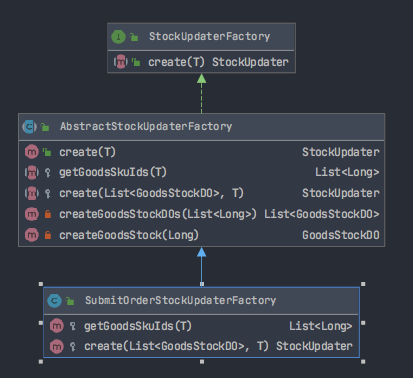 StockUpdaterFactory
create(T) StockUpdater
AbstractStockUpdaterFactory
create(T) StockUpdater
getGoodsSkuIds(T) List<Long>
create(List<GoodsStockDO>, T) StockUpdater
createGoodsStockDOs(List<Long>) List<GoodsStockDO>
createGoodsStock(Long) GoodsStockDO
SubmitOrderStockUpdaterFactory
getGoodsSkuIds(T) List<Long>
create(List<GoodsStockDO>, T) StockUpdater